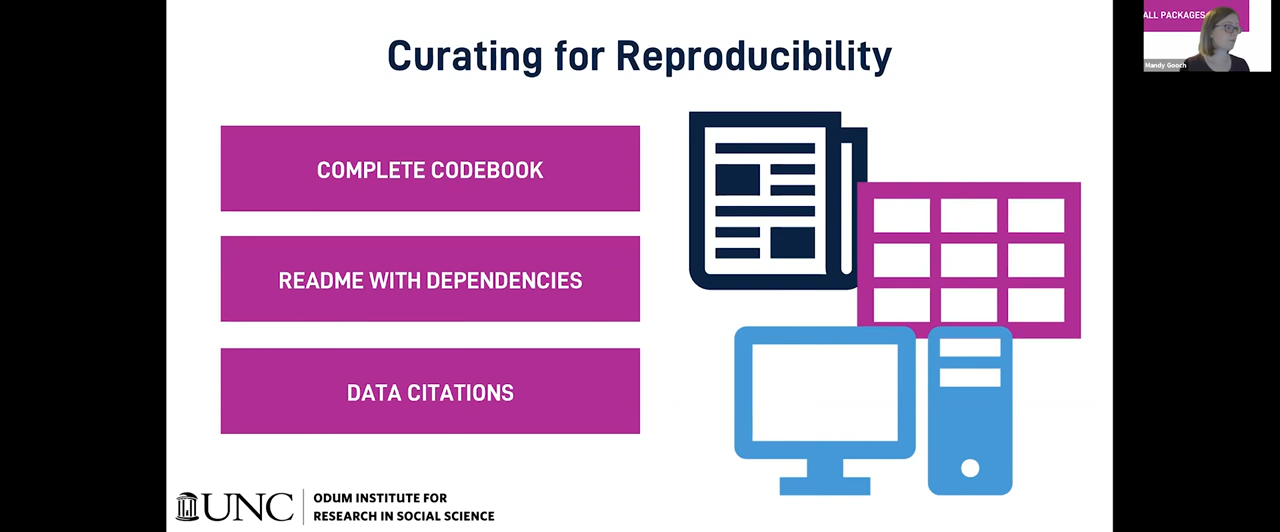 Curating for Reproducibility
ALL PACKAGES
Mandy Gooch
COMPLETE CODEBOOK
README WITH DEPENDENCIES
DATA CITATIONS
UNC
ODUM INSTITUTE FOR
RESEARCH IN SOCIAL SCIENCE